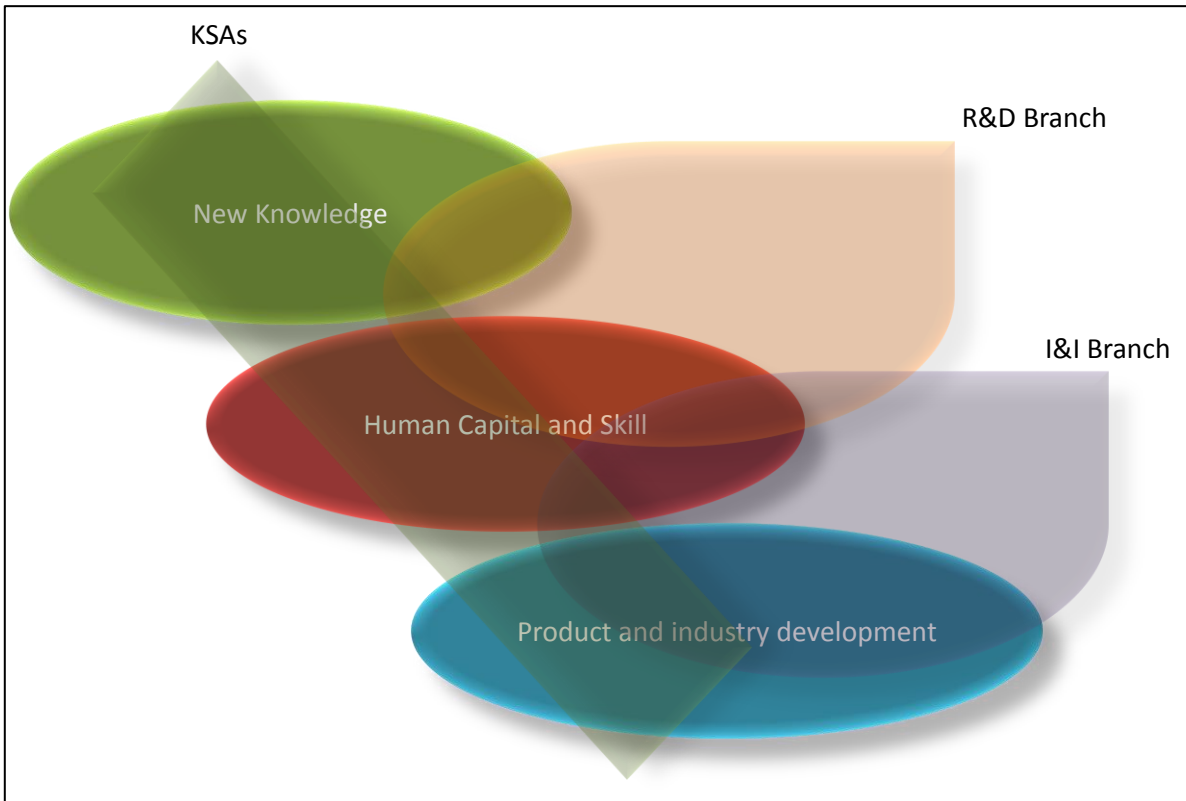 KSAs
R&D Branch
New Knowledge
I&I Branch
Human Capital and Skill
Product and industry development